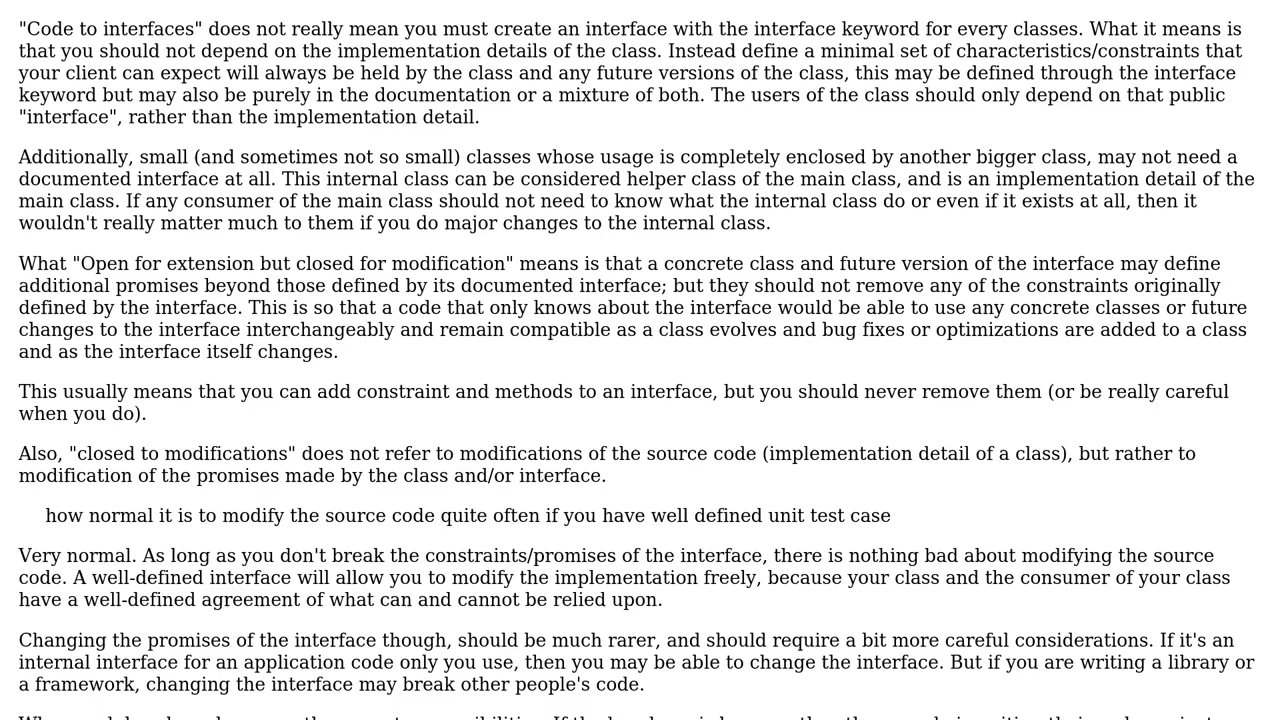 "Code to interfaces" does not really mean you must create an interface with the interface keyword for every classes. What it means is
that you should not depend on the implementation details of the class. Instead define a minimal set of characteristics/constraints that
your client can expect will always be held by the class and any future versions of the class, this may be defined through the interface
keyword but may also be purely in the documentation or a mixture of both. The users of the class should only depend on that public
"interface", rather than the implementation detail.
Additionally, small (and sometimes not so small) classes whose usage is completely enclosed by another bigger class, may not need a
documented interface at all. This internal class can be considered helper class of the main class, and is an implementation detail of the
main class. If any consumer of the main class should not need to know what the internal class do or even if it exists at all, then it
wouldn't really matter much to them if you do major changes to the internal class.
What "Open for extension but closed for modification" means is that a concrete class and future version of the interface may define
additional promises beyond those defined by its documented interface; but they should not remove any of the constraints originally
defined by the interface. This is so that a code that only knows about the interface would be able to use any concrete classes or future
changes to the interface interchangeably and remain compatible as a class evolves and bug fixes or optimizations are added to a class
and as the interface itself changes.
This usually means that you can add constraint and methods to an interface, but you should never remove them (or be really careful
when you do).
Also, "closed to modifications" does not refer to modifications of the source code (implementation detail of a class), but rather to
modification of the promises made by the class and/or interface.
how normal it is to modify the source code quite often if you have well defined unit test case
Very normal. As long as you don't break the constraints/promises of the interface, there is nothing bad about modifying the source
code. A well-defined interface will allow you to modify the implementation freely, because your class and the consumer of your class
have a well-defined agreement of what can and cannot be relied upon.
Changing the promises of the interface though, should be much rarer, and should require a bit more careful considerations. If it's an
internal interface for an application code only you use, then you may be able to change the interface. But if you are writing a library or
a framework, changing the interface may break other people's code.